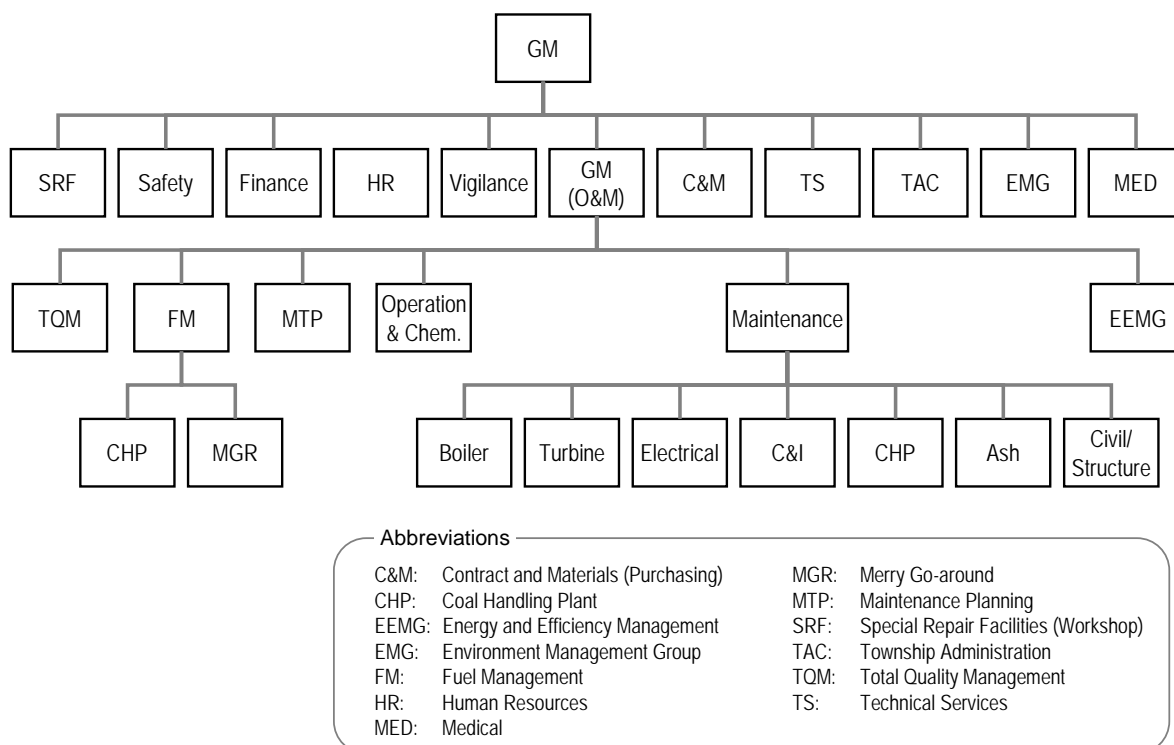 GM
SRF
Safety
Finance
HR
Vigilance
GM
(O&M)
C&M
TS
TAC
EMG
MED
TQM
FM
MTP
Operation
& Chem.
Maintenance
EEMG
CHP
MGR
Boiler
Turbine
Electrical
C&I
CHP
Ash
Civil/
Structure
Abbreviations
C&M: Contract and Materials (Purchasing)
CHP: Coal Handling Plant
EEMG: Energy and Efficiency Management
EMG: Environment Management Group
FM: Fuel Management
HR: Human Resources
MED: Medical
MGR: Merry Go-around
MTP: Maintenance Planning
SRF: Special Repair Facilities (Workshop)
TAC: Township Administration
TQM: Total Quality Management
TS: Technical Services